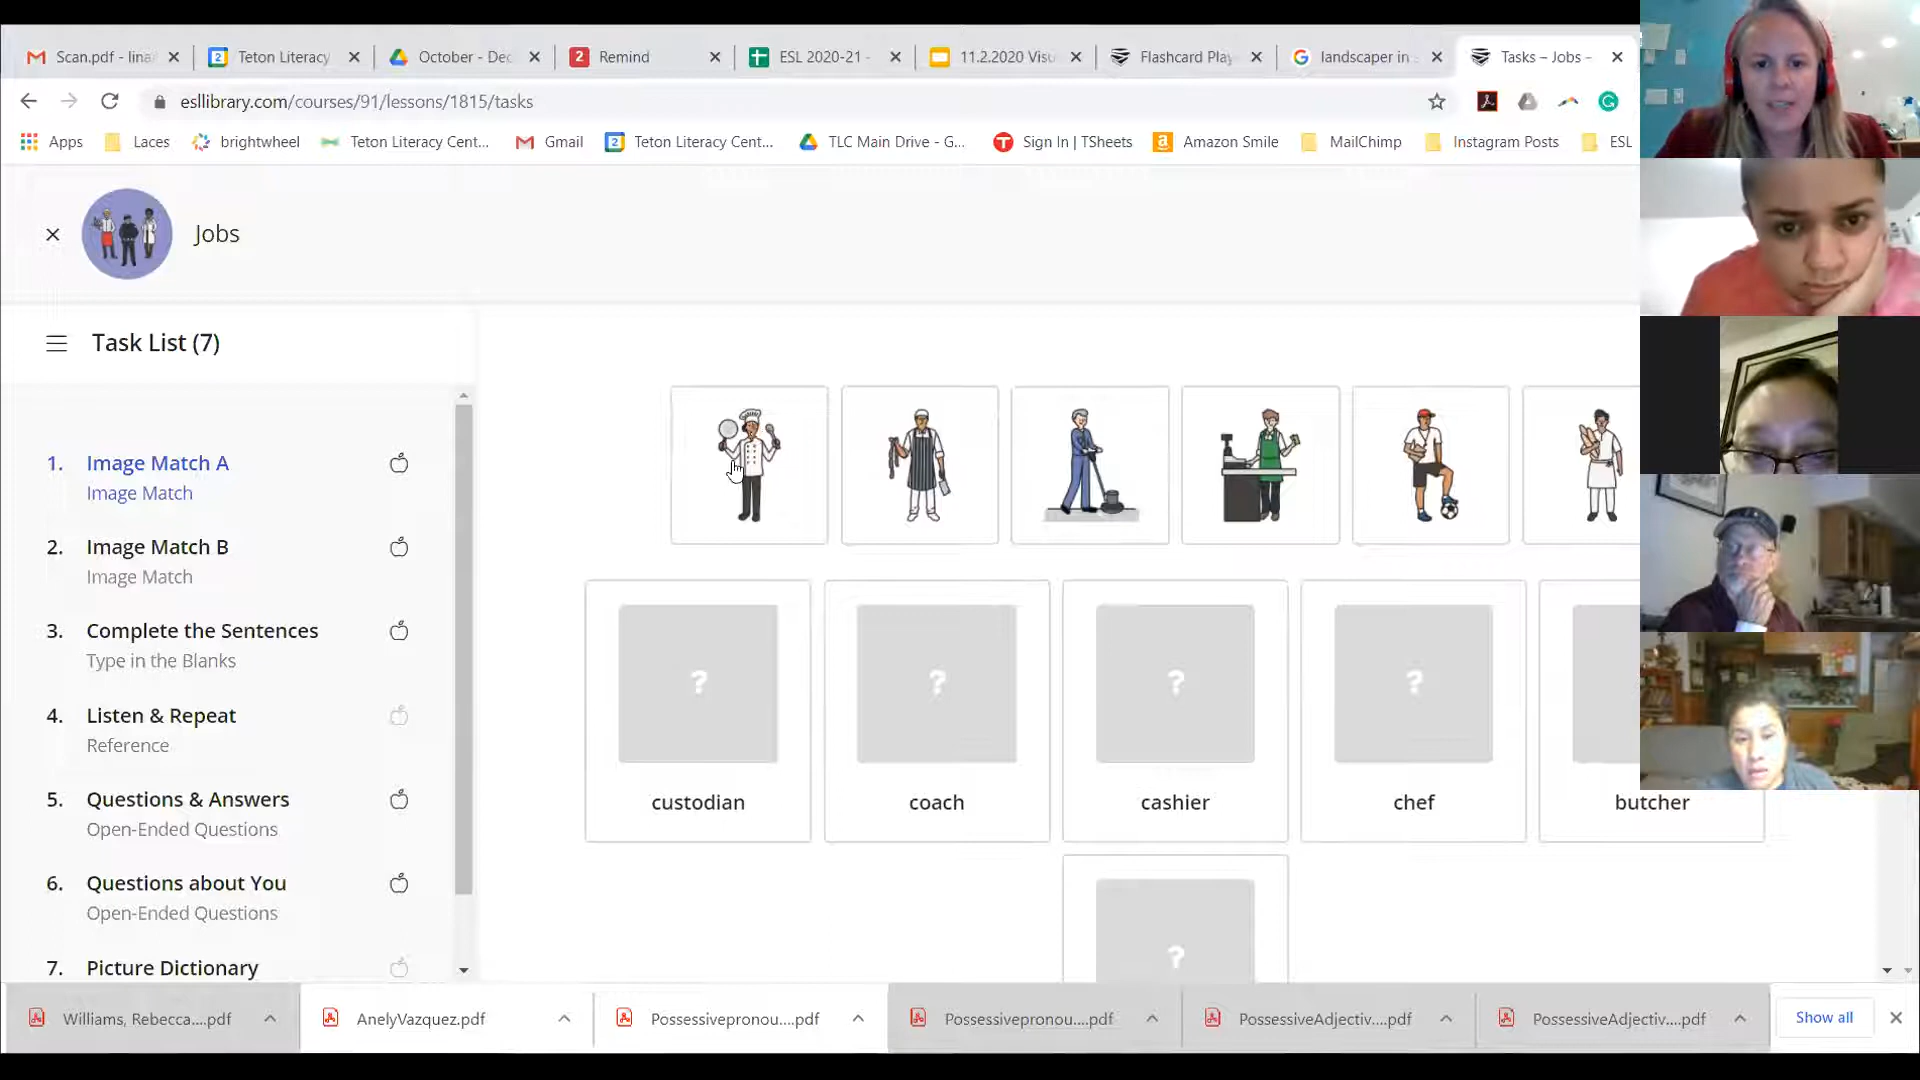 Scan.pdf - lina
Teton Literacy
October - Dec
2 Remind
ESL 2020-21 -
11.2.2020 Visu
Flashcard Play
landscaper in
Tasks – Jobs –
esllibrary.com/courses/91/lessons/1815/tasks
Apps
Laces
brightwheel
Teton Literacy Cent...
Gmail
Teton Literacy Cent...
TLC Main Drive - G...
Sign In | TSheets
Amazon Smile
MailChimp
Instagram Posts
ESL
Jobs
Task List (7)
1. Image Match A
Image Match
2. Image Match B
Image Match
3. Complete the Sentences
Type in the Blanks
4. Listen & Repeat
Reference
5. Questions & Answers
Open-Ended Questions
6. Questions about You
Open-Ended Questions
7. Picture Dictionary
? ? ? ?
custodian
coach
cashier
chef
butcher
?
Williams, Rebecca....pdf
AnelyVazquez.pdf
Possessivepronou....pdf
Possessivepronou....pdf
PossessiveAdjectiv....pdf
PossessiveAdjectiv....pdf
Show all